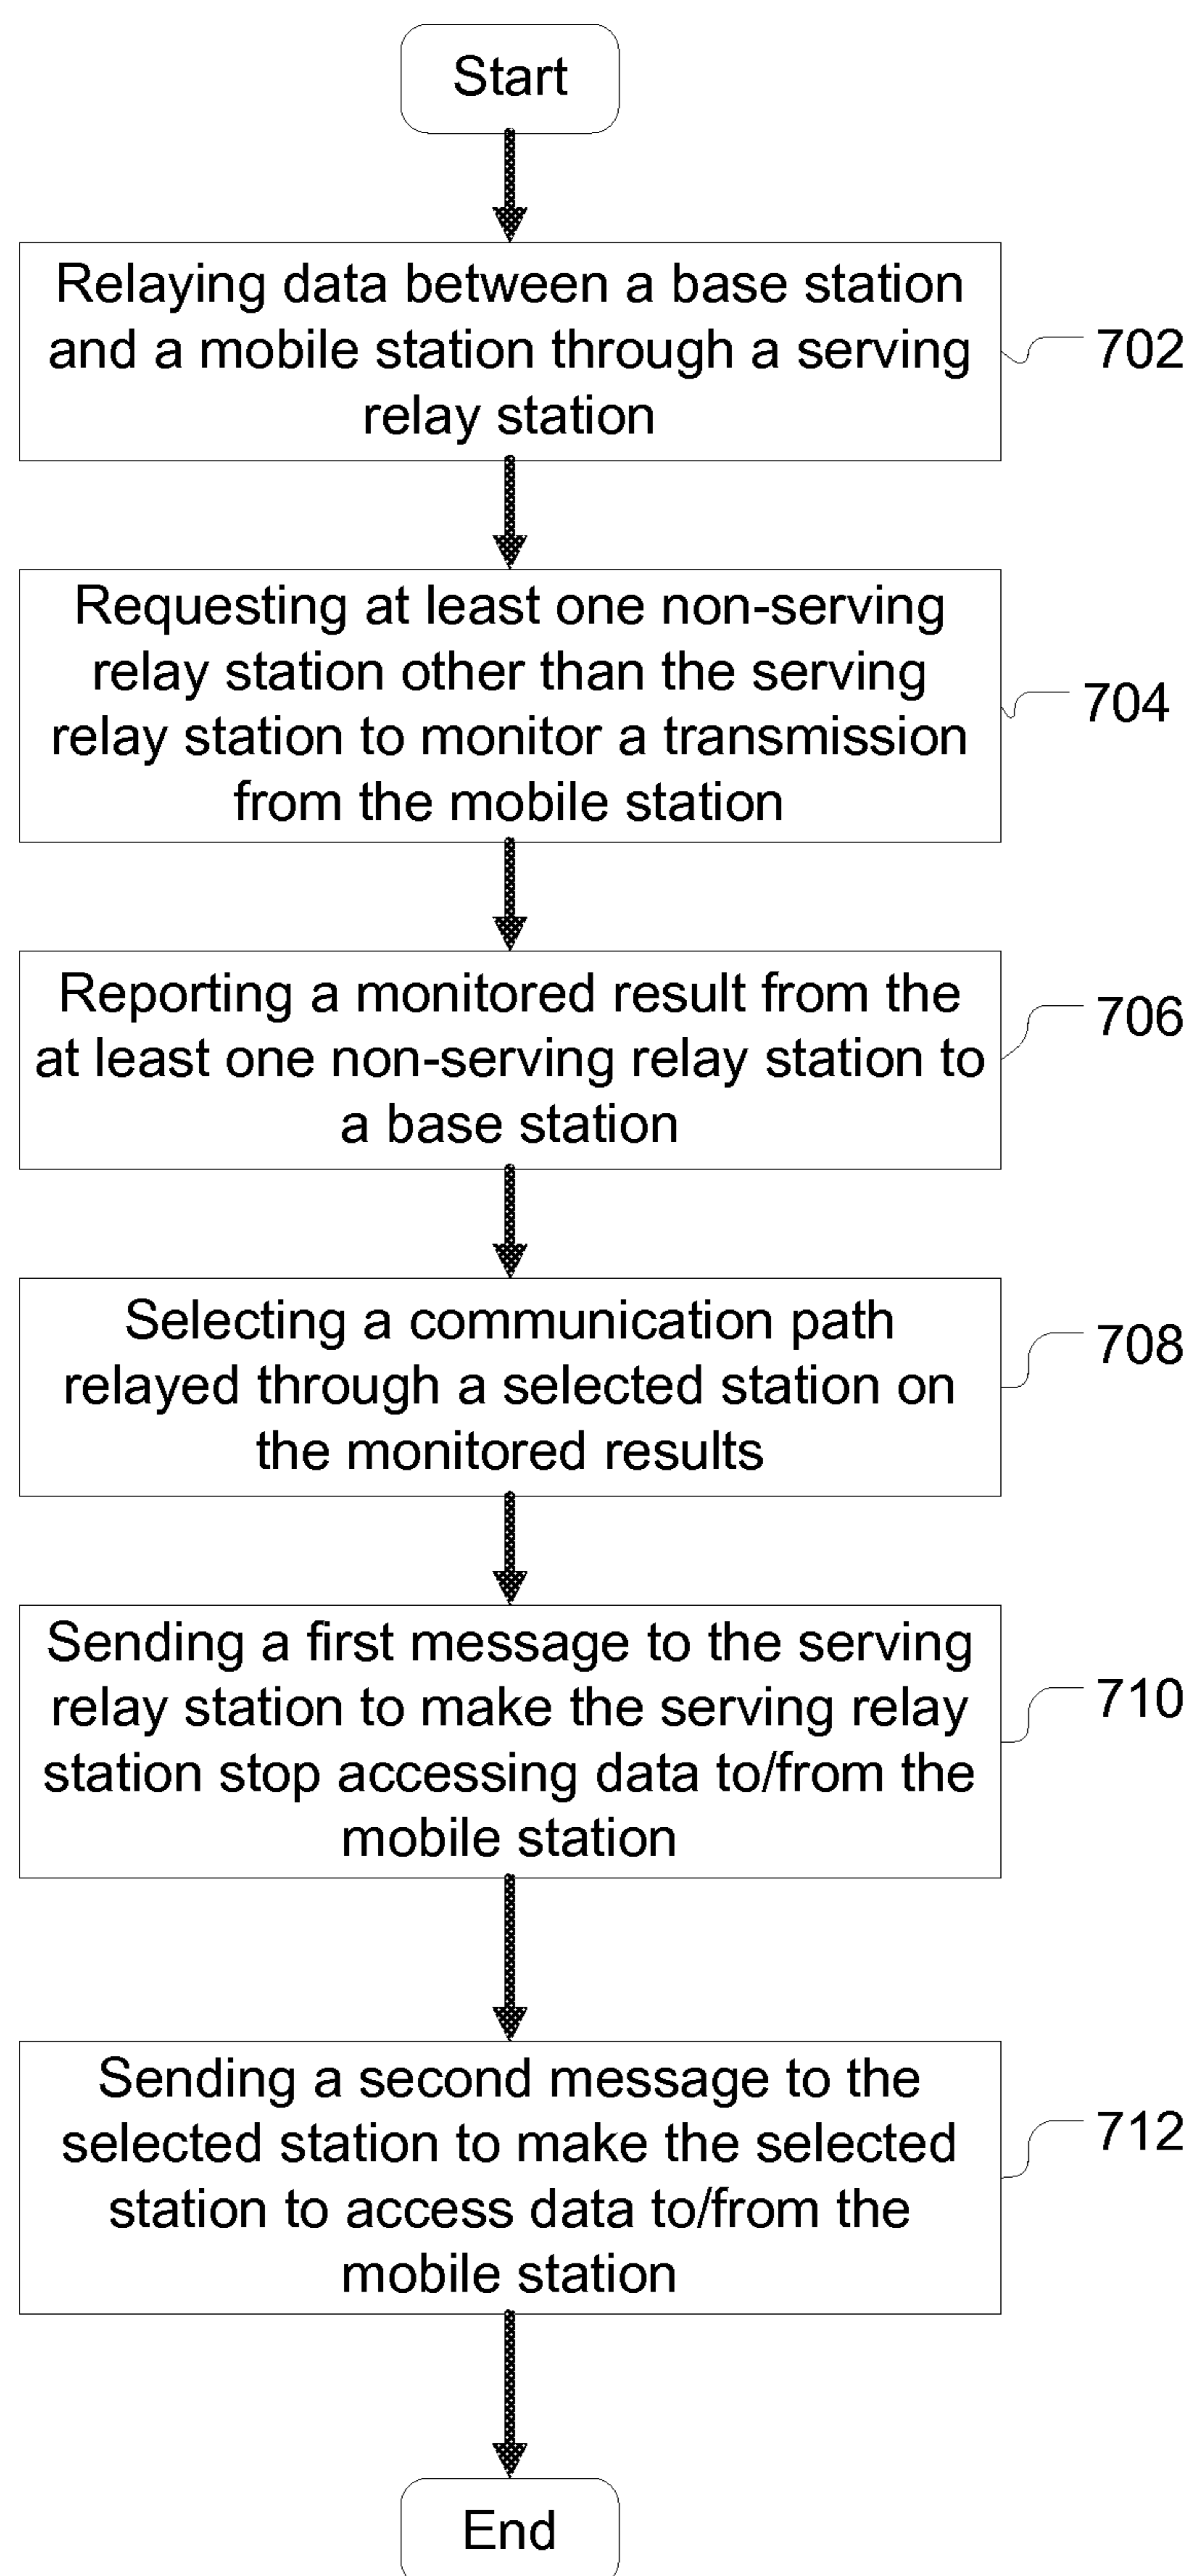 Start
Relaying data between a base station
and a mobile station through a serving
relay station
702
Requesting at least one non-serving
relay station other than the serving
relay station to monitor a transmission
from the mobile station
704
Reporting a monitored result from the
at least one non-serving relay station to
a base station
706
Selecting a communication path
relayed through a selected station on
the monitored results
708
Sending a first message to the serving
relay station to make the serving relay
station stop accessing data to/from the
mobile station
710
Sending a second message to the
selected station to make the selected
station to access data to/from the
mobile station
712
End